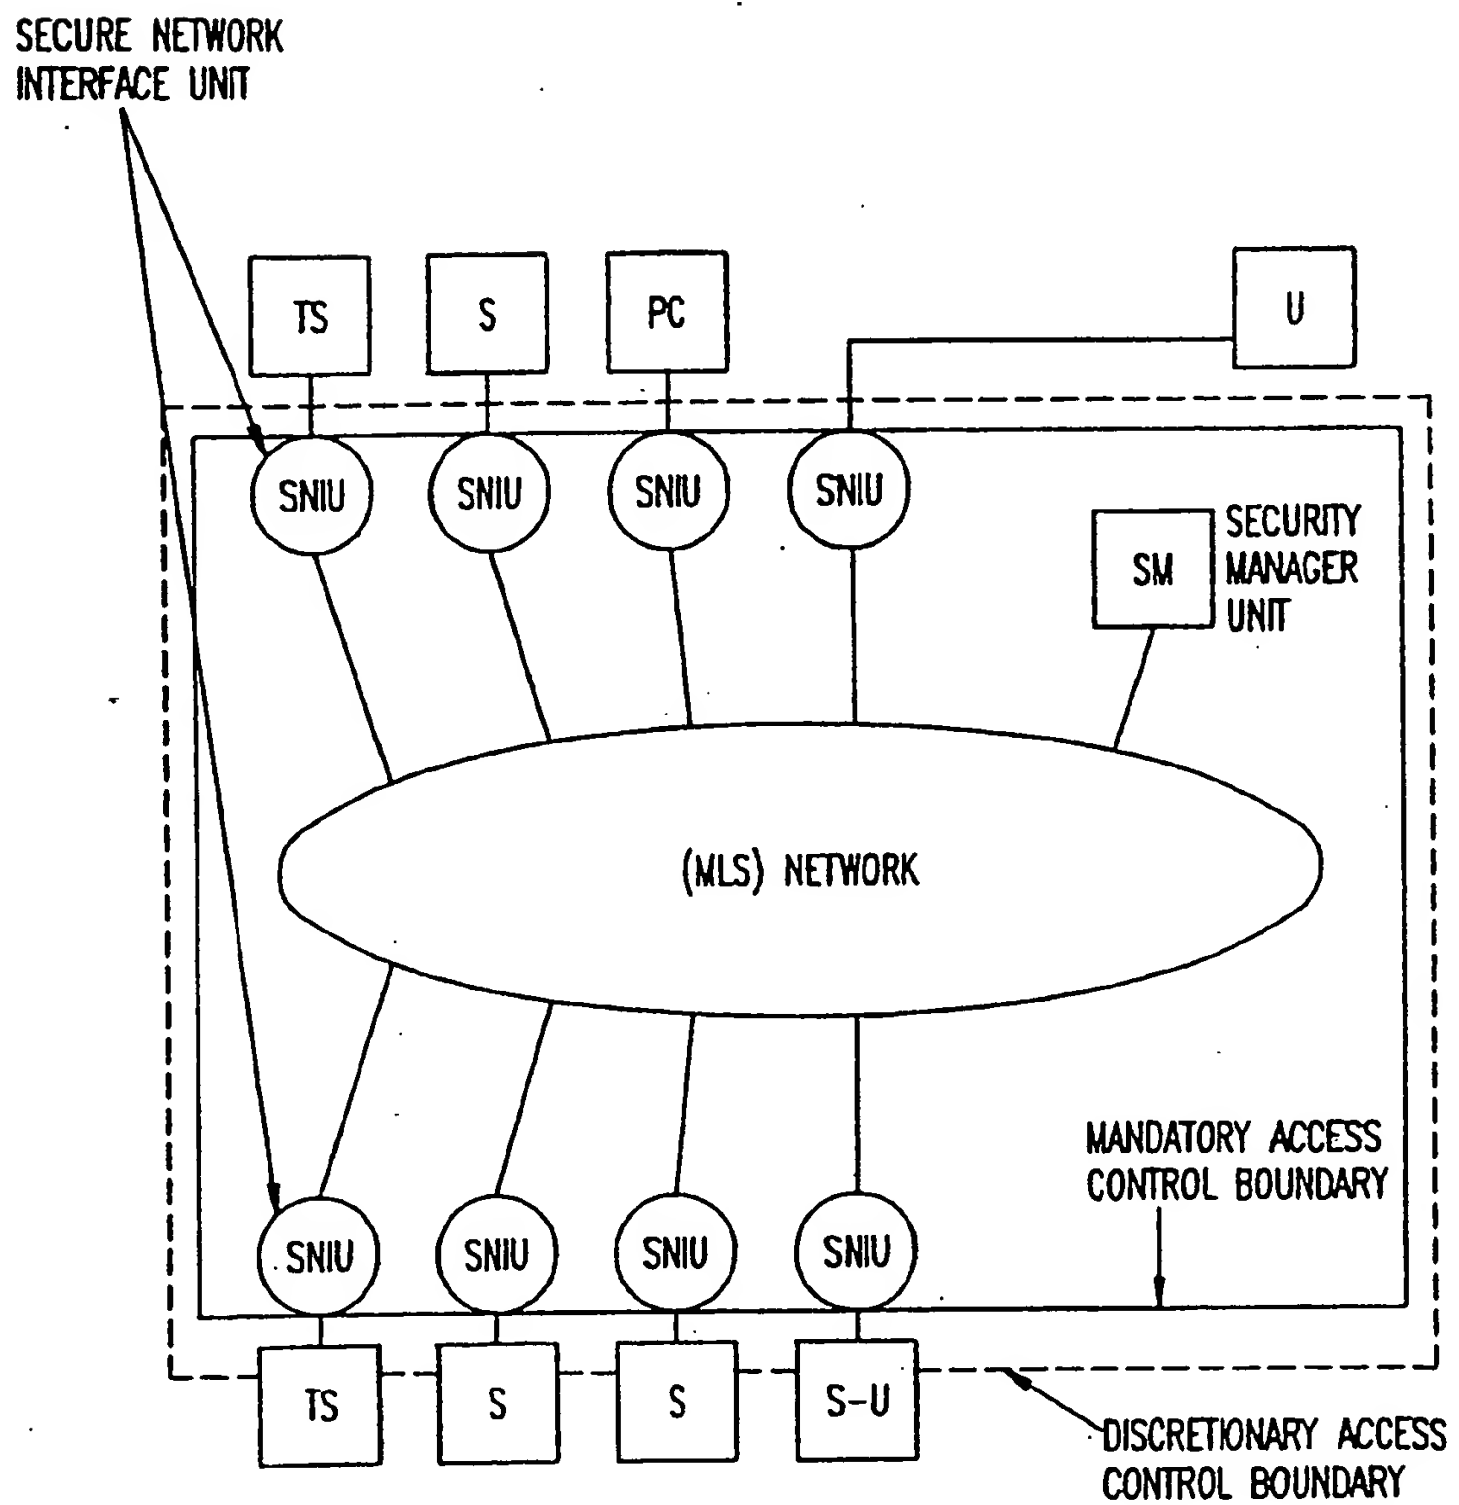 SECURE NETWORK
INTERFACE UNIT
TS
S
PC
U
SNIU
SNIU
SNIU
SNIU
SM
SECURITY
MANAGER
UNIT
(MLS) NETWORK
MANDATORY ACCESS
CONTROL BOUNDARY
SNIU
SNIU
SNIU
SNIU
TS
S
S
S-U
DISCRETIONARY ACCESS
CONTROL BOUNDARY